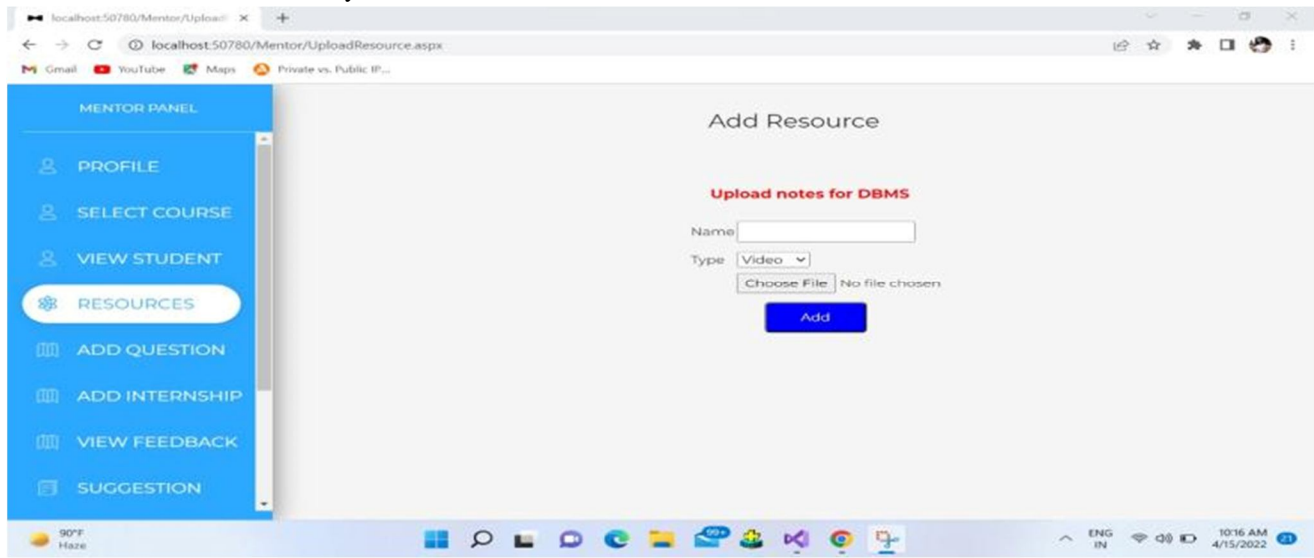 localhost:50780/Mentor/Upload
localhost:50780/Mentor/UploadResource.aspx
Gmail YouTube Maps Private vs. Public IP...
MENTOR PANEL
PROFILE
SELECT COURSE
VIEW STUDENT
RESOURCES
ADD QUESTION
ADD INTERNSHIP
VIEW FEEDBACK
SUGGESTION
Add Resource
Upload notes for DBMS
Name
Type Video
Choose File No file chosen
Add
90°F
Haze
99+
ENG
IN
10:16 AM
4/15/2022
21